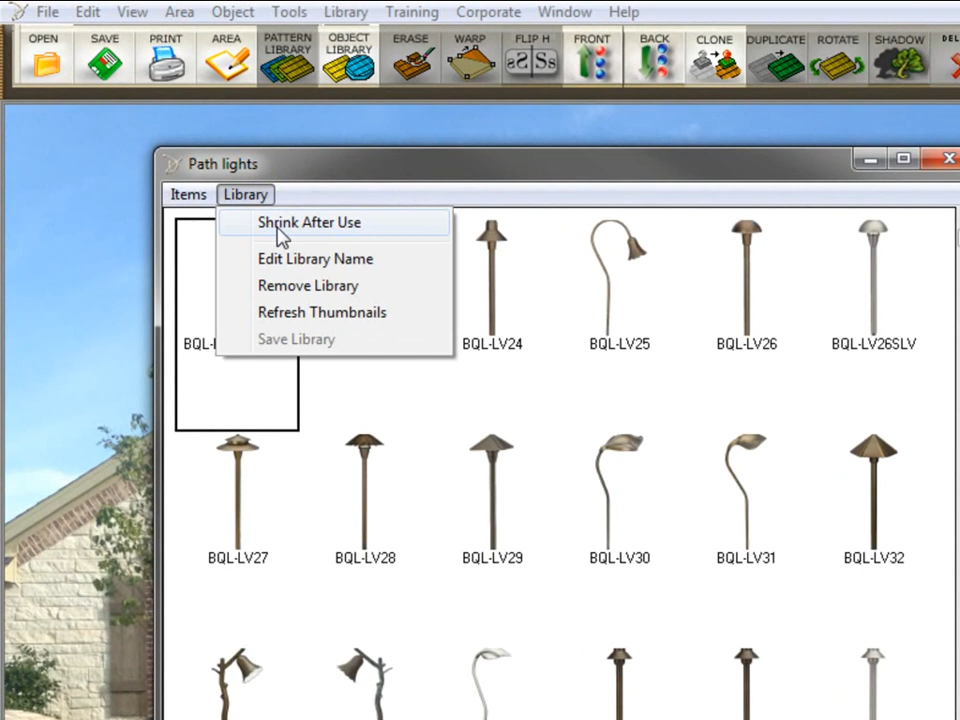 File Edit View Area Object Tools Library Training Corporate Window Help
OPEN SAVE PRINT AREA PATTERN LIBRARY OBJECT LIBRARY ERASE WARP FLIP H FRONT BACK CLONE DUPLICATE ROTATE SHADOW
Path lights
Items Library
Shrink After Use
Edit Library Name
Remove Library
Refresh Thumbnails
Save Library
BQL-LV24 BQL-LV25 BQL-LV26 BQL-LV26SLV
BQL-LV27 BQL-LV28 BQL-LV29 BQL-LV30 BQL-LV31 BQL-LV32